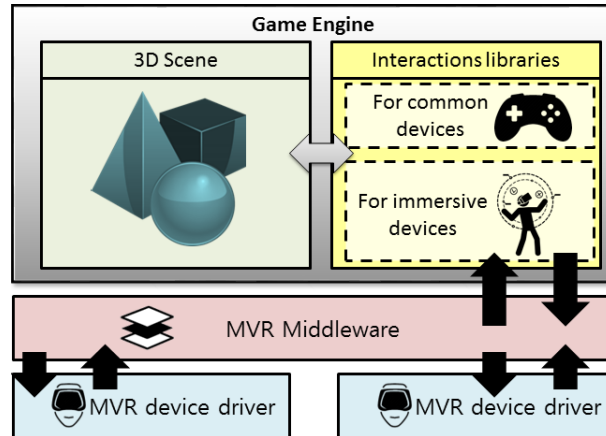 Game Engine
3D Scene
Interactions libraries
For common
devices
For immersive
devices
MVR Middleware
MVR device driver
MVR device driver